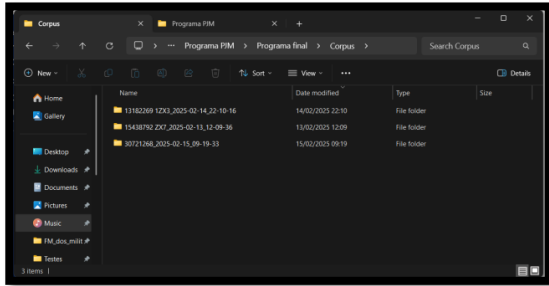 Corpus
Programa PJM
Programa PJM > Programa final > Corpus >
Search Corpus
New
Sort
View
Details
Home
Gallery
Desktop
Downloads
Documents
Pictures
Music
FM_dos_milit
Testes
Name Date modified Type Size
13182269 1ZX3_2025-02-14_22-10-16 14/02/2025 22:10 File folder
15438792 ZX7_2025-02-13_12-09-36 13/02/2025 12:09 File folder
30721268_2025-02-15_09-19-33 15/02/2025 09:19 File folder
3 items